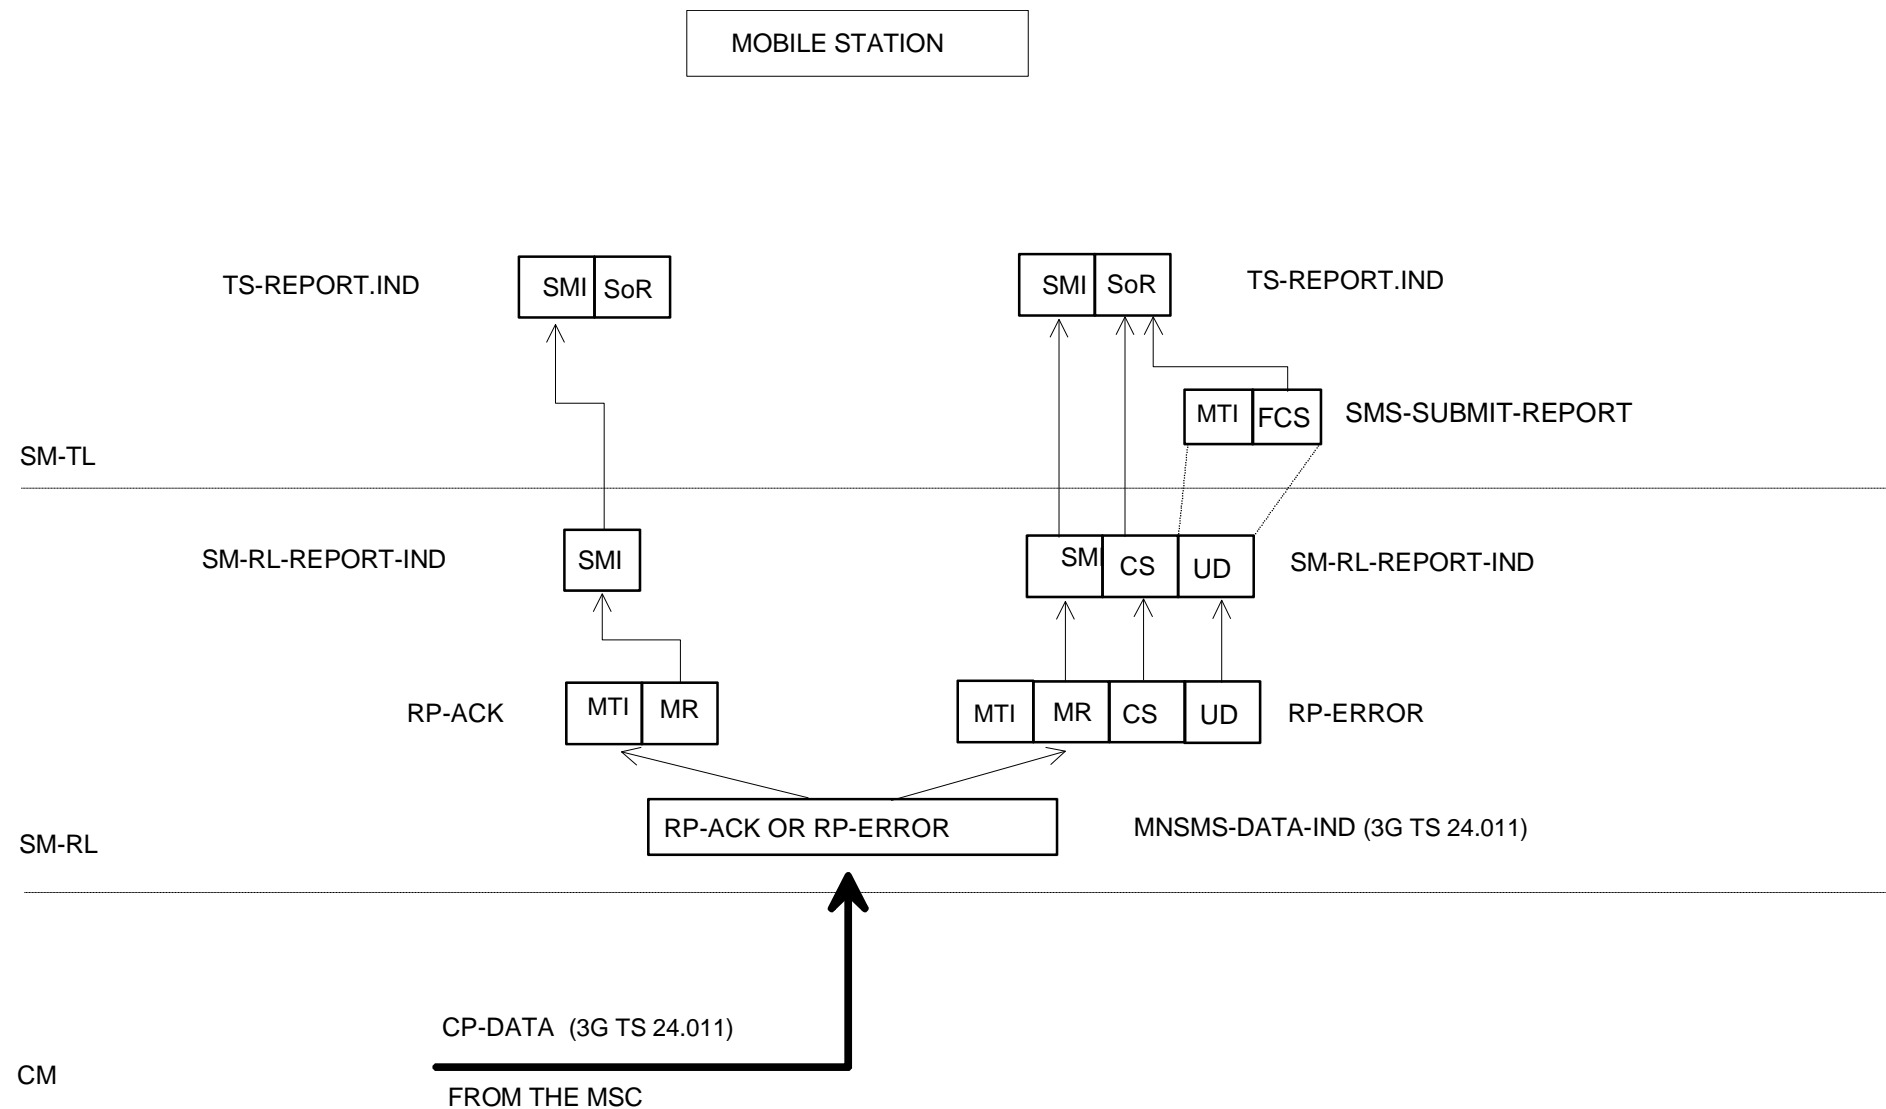 MOBILE STATION
TS-REPORT.IND
SMI SoR
SMI SoR
TS-REPORT.IND
MTI FCS
SMS-SUBMIT-REPORT
SM-TL
SM-RL-REPORT-IND
SMI
SMI CS UD
SM-RL-REPORT-IND
RP-ACK
MTI MR
MTI MR CS UD
RP-ERROR
RP-ACK OR RP-ERROR
MNSMS-DATA-IND (3G TS 24.011)
SM-RL
CP-DATA (3G TS 24.011)
CM
FROM THE MSC